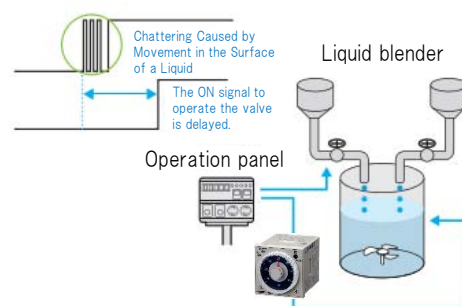 Chattering Caused by
Movement in the Surface
of a Liquid
The ON signal to
operate the valve
is delayed.
Liquid blender
Operation panel